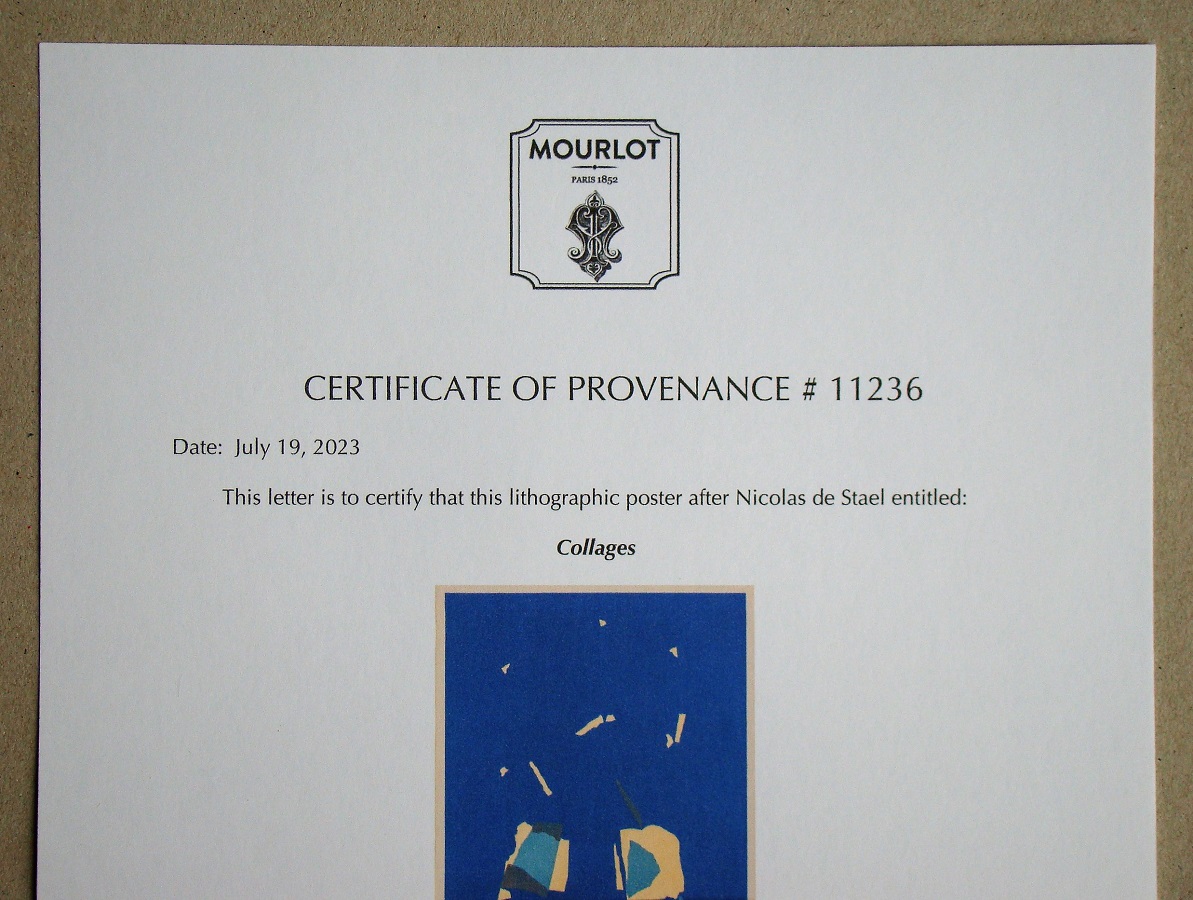 MOURLOT
PARIS 1852
CERTIFICATE OF PROVENANCE # 11236
Date: July 19, 2023
This letter is to certify that this lithographic poster after Nicolas de Stael entitled:
Collages